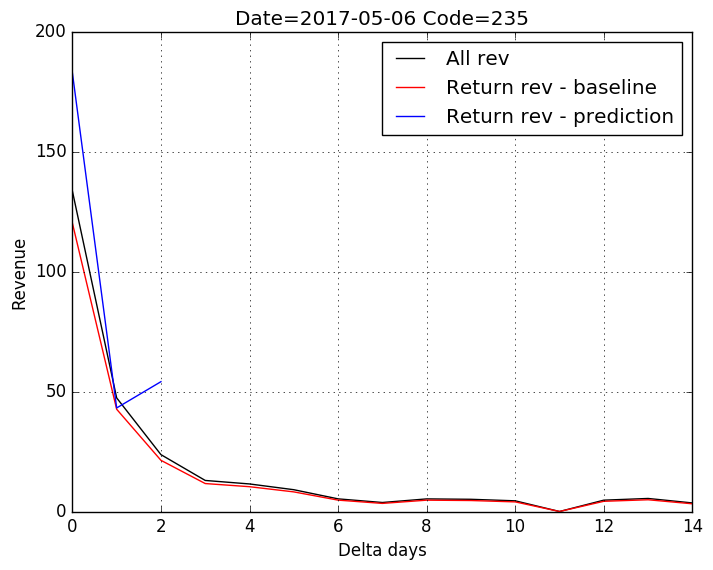 Date=2017-05-06 Code=235
200
150
100
50
0
Revenue
All rev
Return rev - baseline
Return rev - prediction
0 2 4 6 8 10 12 14
Delta days